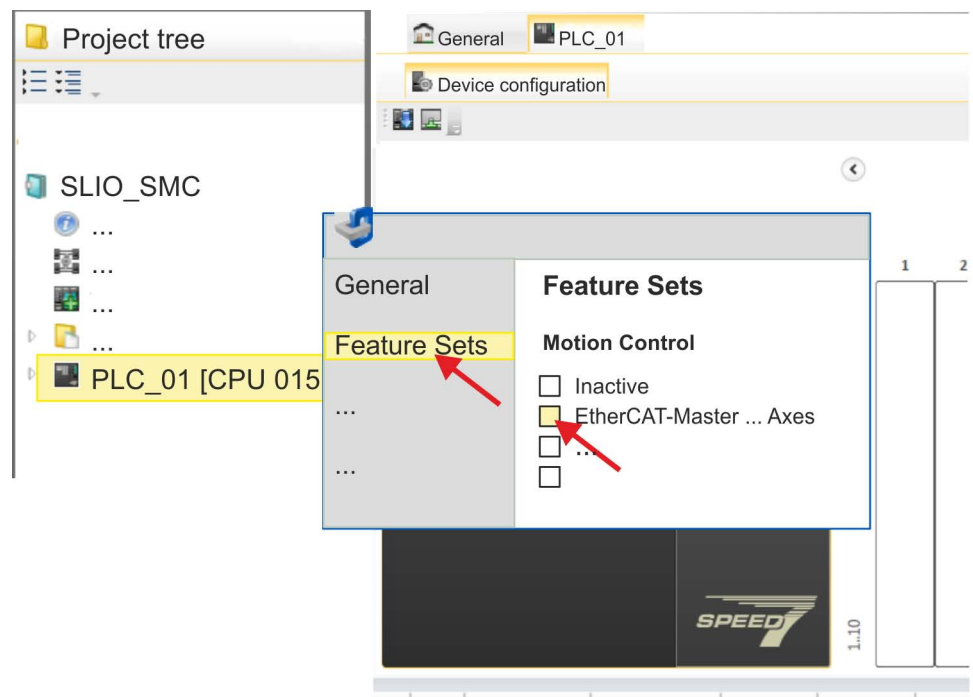 Project tree
General
PLC_01
Device configuration
SLIO_SMC
...
...
...
...
PLC_01 [CPU 015
General
Feature Sets
...
...
Feature Sets
Motion Control
Inactive
EtherCAT-Master ... Axes
...
1
2
SPEED7
1..10